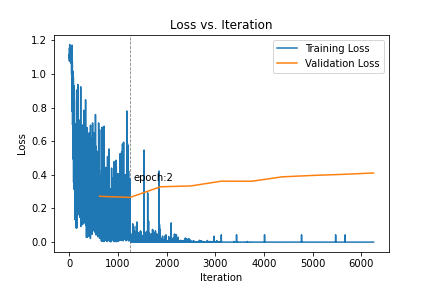 Loss vs. Iteration
Training Loss
Validation Loss
epoch:2
Loss
1.2
1.0
0.8
0.6
0.4
0.2
0.0
0
1000
2000
3000
4000
5000
6000
Iteration